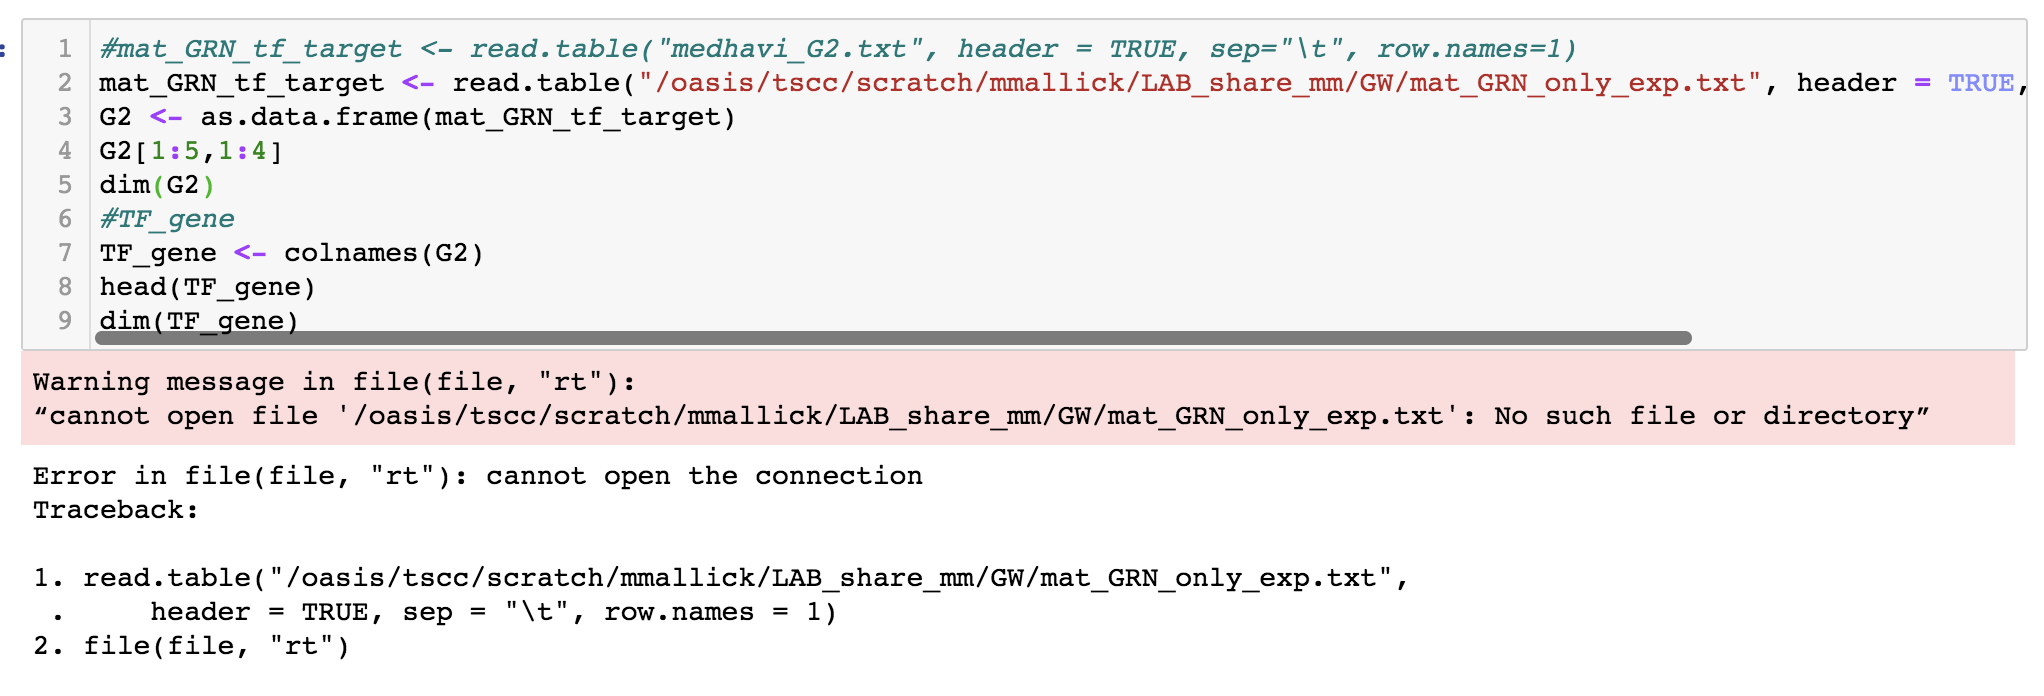 :
1 #mat_GRN_tf_target <- read.table("medhavi_G2.txt", header = TRUE, sep="\t", row.names=1)
2 mat_GRN_tf_target <- read.table("/oasis/tscc/scratch/mmallick/LAB_share_mm/GW/mat_GRN_only_exp.txt", header = TRUE,
3 G2 <- as.data.frame(mat_GRN_tf_target)
4 G2[1:5,1:4]
5 dim(G2)
6 #TF_gene
7 TF_gene <- colnames(G2)
8 head(TF_gene)
9 dim(TF_gene)
Warning message in file(file, "rt"):
“cannot open file '/oasis/tscc/scratch/mmallick/LAB_share_mm/GW/mat_GRN_only_exp.txt': No such file or directory”
Error in file(file, "rt"): cannot open the connection
Traceback:
1. read.table("/oasis/tscc/scratch/mmallick/LAB_share_mm/GW/mat_GRN_only_exp.txt",
 .     header = TRUE, sep = "\t", row.names = 1)
2. file(file, "rt")